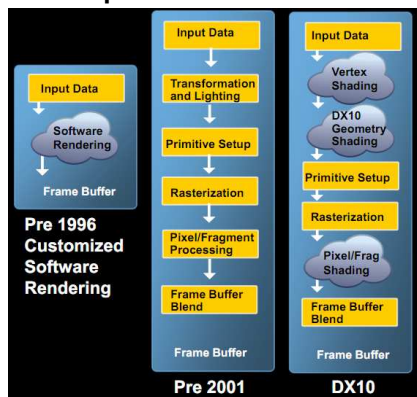 Input Data
Software
Rendering
Frame Buffer
Pre 1996
Customized
Software
Rendering
Input Data
Transformation
and Lighting
Primitive Setup
Rasterization
Pixel/Fragment
Processing
Frame Buffer
Blend
Frame Buffer
Pre 2001
Input Data
Vertex
Shading
DX10
Geometry
Shading
Primitive Setup
Rasterization
Pixel/Frag
Shading
Frame Buffer
Blend
Frame Buffer
DX10